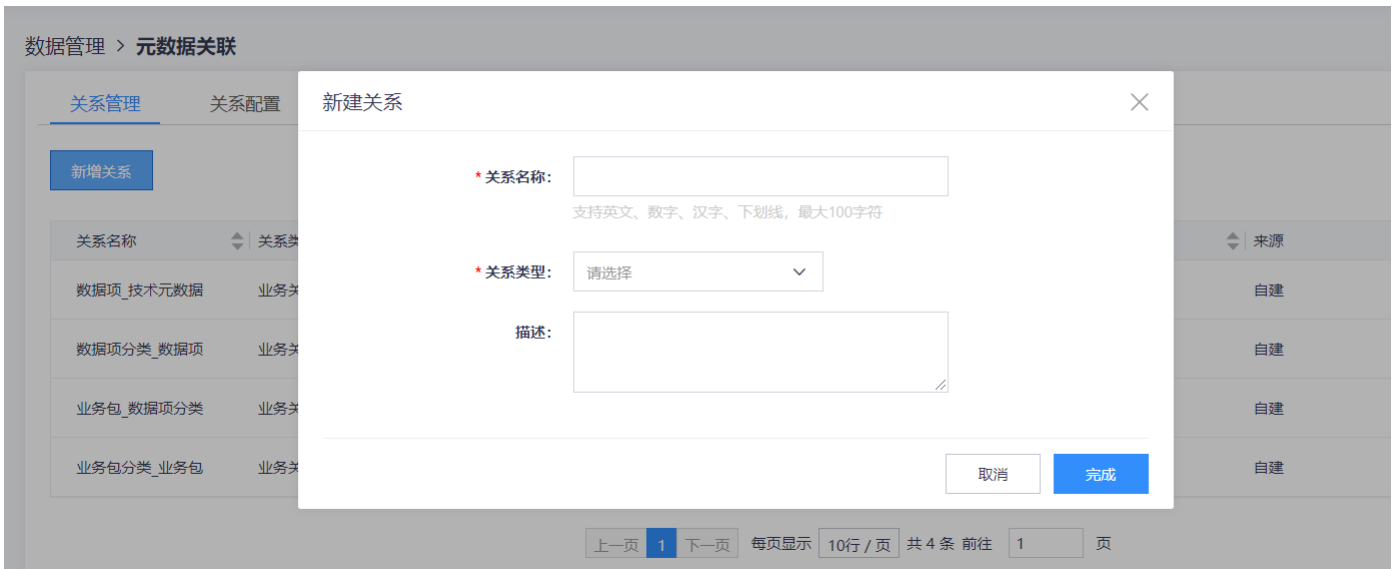 数据管理 > 元数据关联
关系管理 关系配置
新建关系
新增关系
* 关系名称:
支持英文、数字、汉字、下划线，最大100字符
关系名称 关系类 来源
* 关系类型: 请选择
数据项_技术元数据 业务关 自建
描述:
数据项分类_数据项 业务关 自建
业务包_数据项分类 业务关 自建
业务包分类_业务包 业务关 自建
取消 完成
上一页 1 下一页 每页显示 10行 / 页 共 4 条 前往 1 页